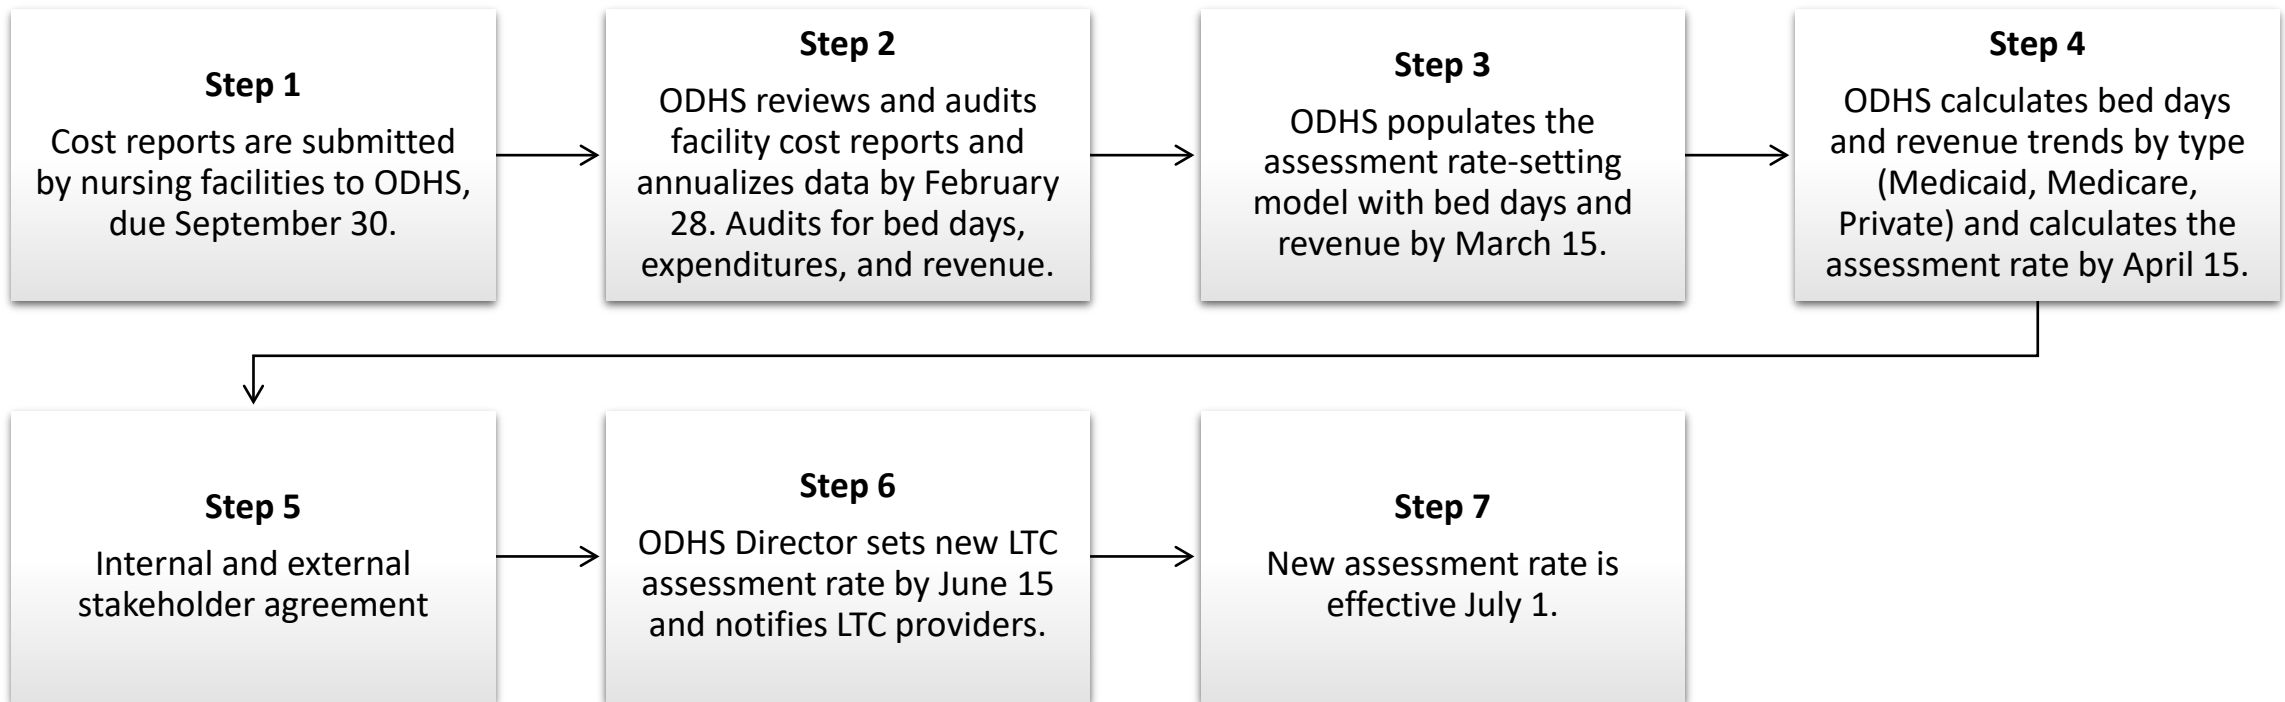 Step 1
Cost reports are submitted
by nursing facilities to ODHS,
due September 30.
Step 2
ODHS reviews and audits
facility cost reports and
annualizes data by February
28. Audits for bed days,
expenditures, and revenue.
Step 3
ODHS populates the
assessment rate-setting
model with bed days and
revenue by March 15.
Step 4
ODHS calculates bed days
and revenue trends by type
(Medicaid, Medicare,
Private) and calculates the
assessment rate by April 15.
Step 5
Internal and external
stakeholder agreement
Step 6
ODHS Director sets new LTC
assessment rate by June 15
and notifies LTC providers.
Step 7
New assessment rate is
effective July 1.